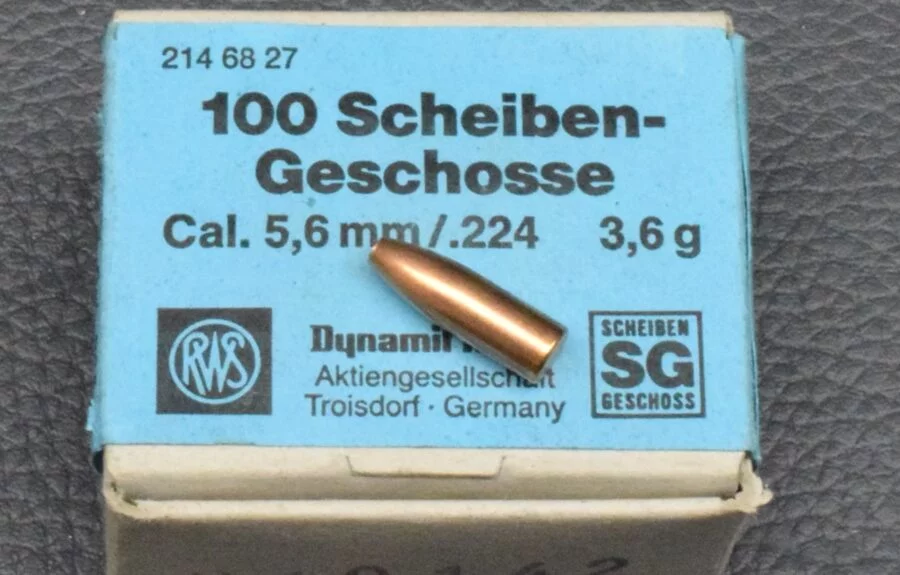 214 68 27
100 Scheiben-
Geschosse
Cal. 5,6 mm/.224 3,6 g
RWS
Aktiengesellschaft
Troisdorf · Germany
SCHEIBEN
SG
GESCHOSS